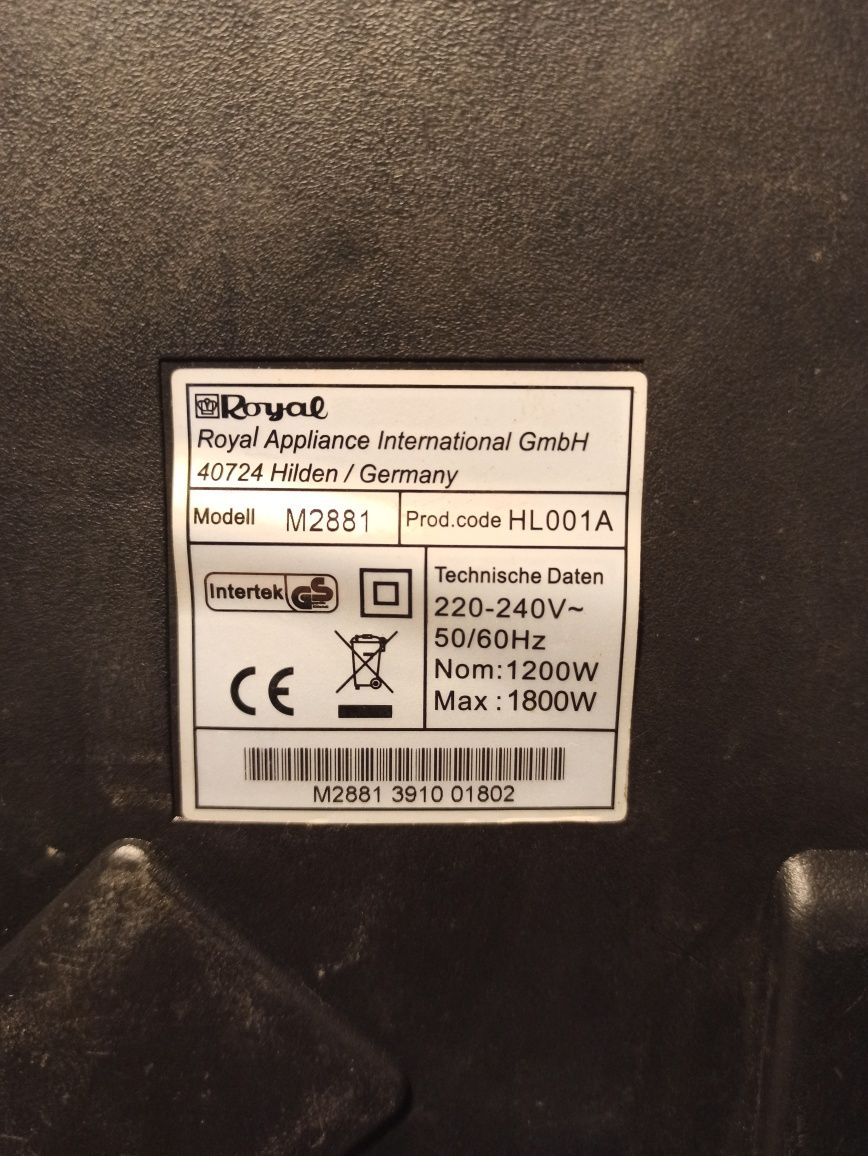 Royal
Royal Appliance International GmbH
40724 Hilden / Germany
Modell M2881 Prod.code HL001A
Intertek GS
Technische Daten
220-240V~
50/60Hz
Nom:1200W
Max : 1800W
CE
M2881 3910 01802